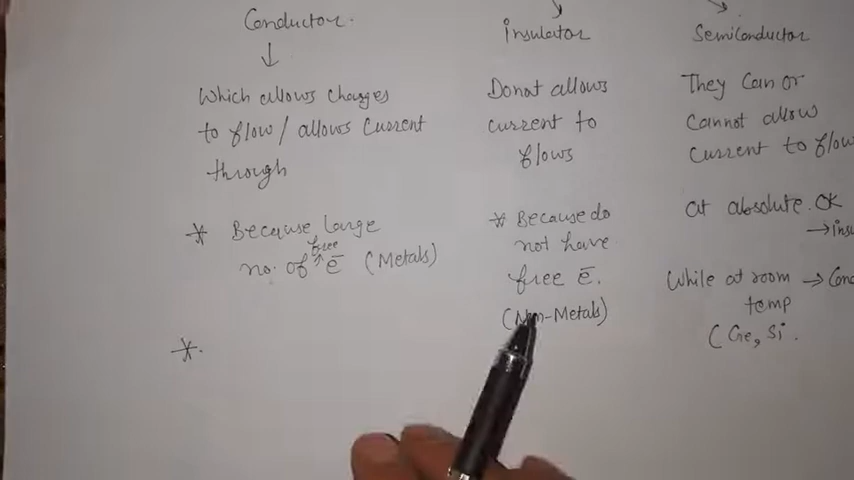 Conductor.
↓
Which allows charges
to flow / allows current
through
* Because large
no. of free ē (Metals)
*.
insulator
Donot allows
current to
flows
* Because do
not have
free ē.
(Non-Metals)
Semiconductor
They can or
cannot allow
current to flow
at absolute. OK
→ insu
While at room → Con
temp
(Ge, Si.